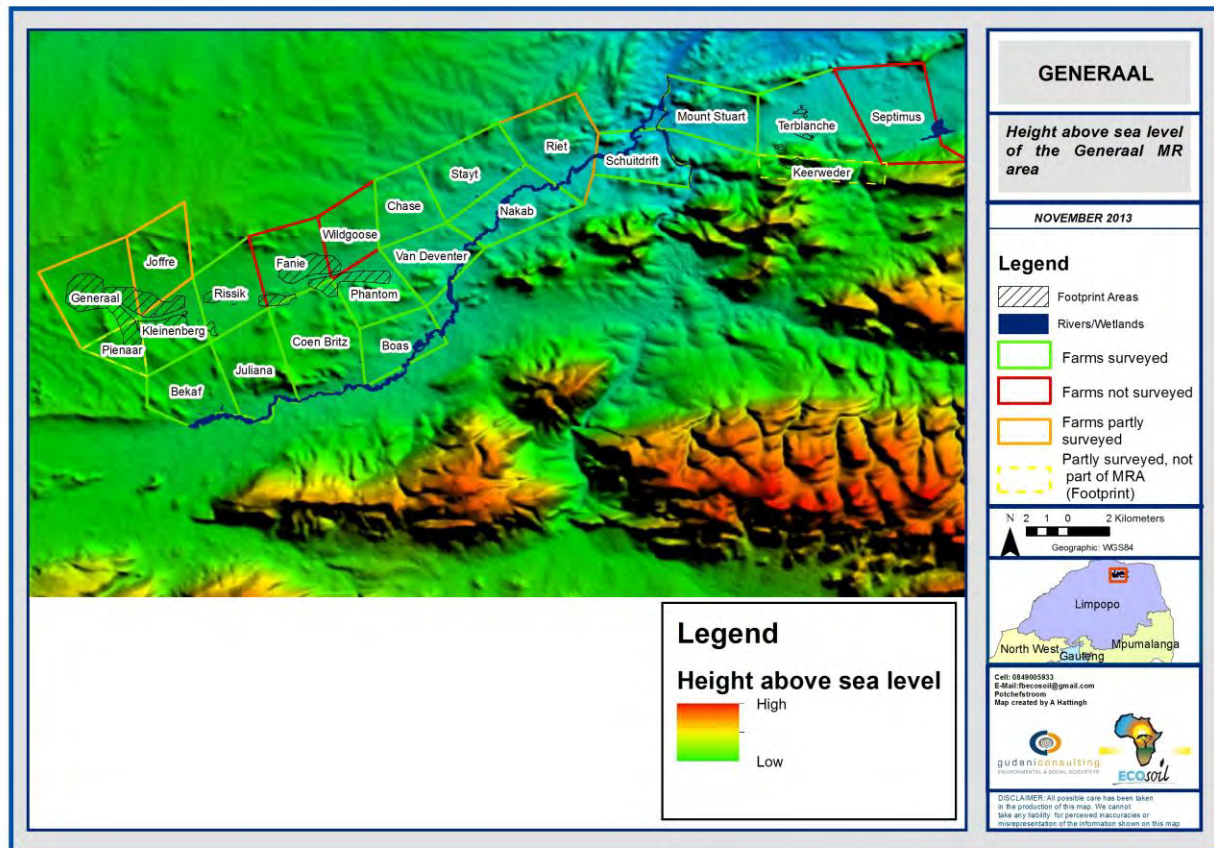 Mount Stuart
Terblanche
Septimus
Riet
Schuitdrift
Keerweder
Stayt
Chase
Nakab
Wildgoose
Van Deventer
Joffre
Fanie
Generaal
Rissik
Phantom
Kleinenberg
Pienaar
Coen Britz
Boas
Juliana
Bekaf
Legend
Height above sea level
High
Low
GENERAAL
Height above sea level
of the Generaal MR
area
NOVEMBER 2013
Legend
Footprint Areas
Rivers/Wetlands
Farms surveyed
Farms not surveyed
Farms partly
surveyed
Partly surveyed, not
part of MRA
(Footprint)
N 2 1 0 2 Kilometers
Geographic: WGS84
Limpopo
North West
Mpumalanga
Gauteng
Cell: 0849005933
E-Mail:fbecosoil@gmail.com
Potchefstroom
Map created by A Hattingh
gudaniconsulting
ENVIRONMENTAL & SOCIAL SCIENTISTS
ECOsoil
DISCLAIMER: All possible care has been taken
in the production of this map. We cannot
take any liability for perceived inaccuracies or
misrepresentation of the information shown on this map